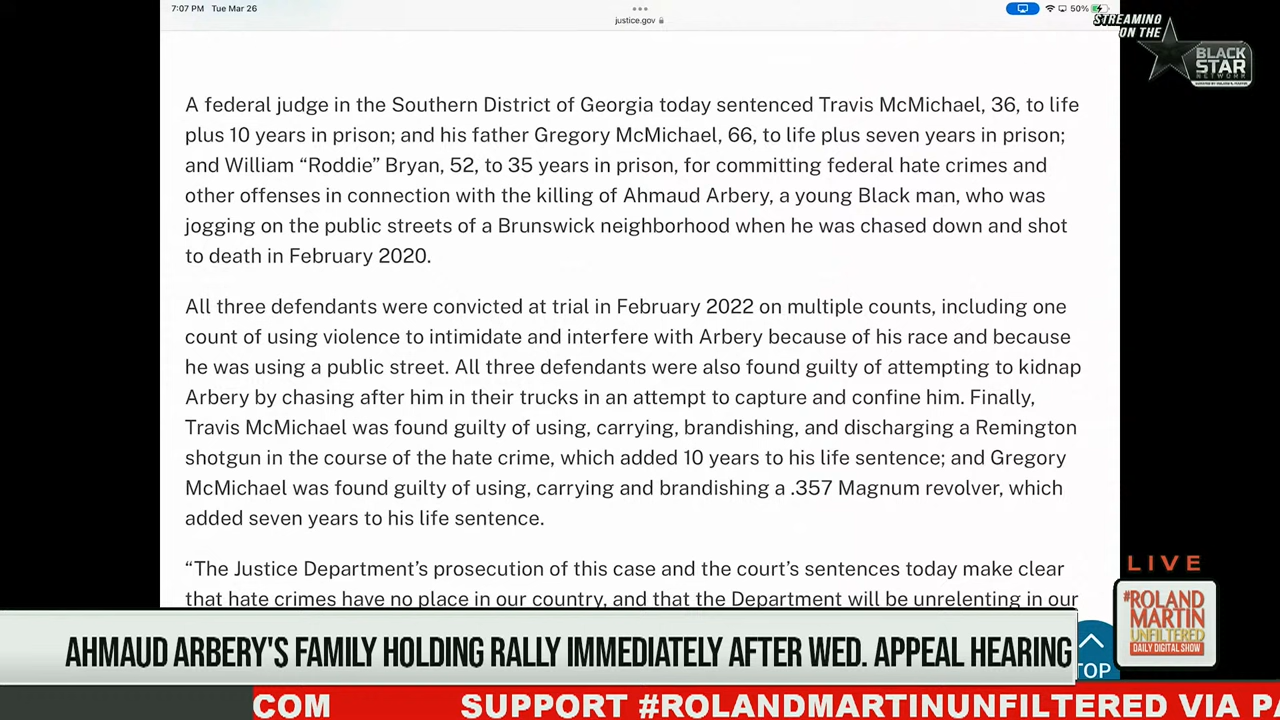 7:07 PM Tue Mar 26
justice.gov
50%
STREAMING
ON THE
BLACK
STAR
NETWORK
A federal judge in the Southern District of Georgia today sentenced Travis McMichael, 36, to life
plus 10 years in prison; and his father Gregory McMichael, 66, to life plus seven years in prison;
and William “Roddie” Bryan, 52, to 35 years in prison, for committing federal hate crimes and
other offenses in connection with the killing of Ahmaud Arbery, a young Black man, who was
jogging on the public streets of a Brunswick neighborhood when he was chased down and shot
to death in February 2020.
All three defendants were convicted at trial in February 2022 on multiple counts, including one
count of using violence to intimidate and interfere with Arbery because of his race and because
he was using a public street. All three defendants were also found guilty of attempting to kidnap
Arbery by chasing after him in their trucks in an attempt to capture and confine him. Finally,
Travis McMichael was found guilty of using, carrying, brandishing, and discharging a Remington
shotgun in the course of the hate crime, which added 10 years to his life sentence; and Gregory
McMichael was found guilty of using, carrying and brandishing a .357 Magnum revolver, which
added seven years to his life sentence.
“The Justice Department’s prosecution of this case and the court’s sentences today make clear
that hate crimes have no place in our country, and that the Department will be unrelenting in our
LIVE
#ROLAND
MARTIN
UNFILTERED
DAILY DIGITAL SHOW
AHMAUD ARBERY'S FAMILY HOLDING RALLY IMMEDIATELY AFTER WED. APPEAL HEARING
TOP
COM SUPPORT #ROLANDMARTINUNFILTERED VIA PA